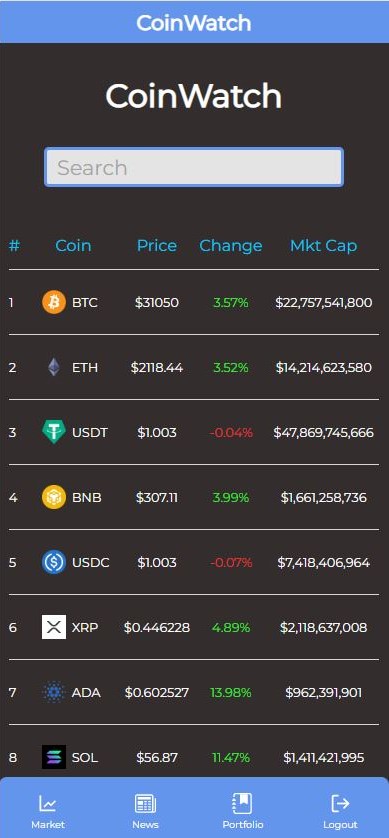 CoinWatch
CoinWatch
Search
# Coin Price Change Mkt Cap
1 BTC $31050 3.57% $22,757,541,800
2 ETH $2118.44 3.52% $14,214,623,580
3 USDT $1.003 -0.04% $47,869,745,666
4 BNB $307.11 3.99% $1,661,258,736
5 USDC $1.003 -0.07% $7,418,406,964
6 XRP $0.446228 4.89% $2,118,637,008
7 ADA $0.602527 13.98% $962,391,901
8 SOL $56.87 11.47% $1,411,421,995
Market News Portfolio Logout